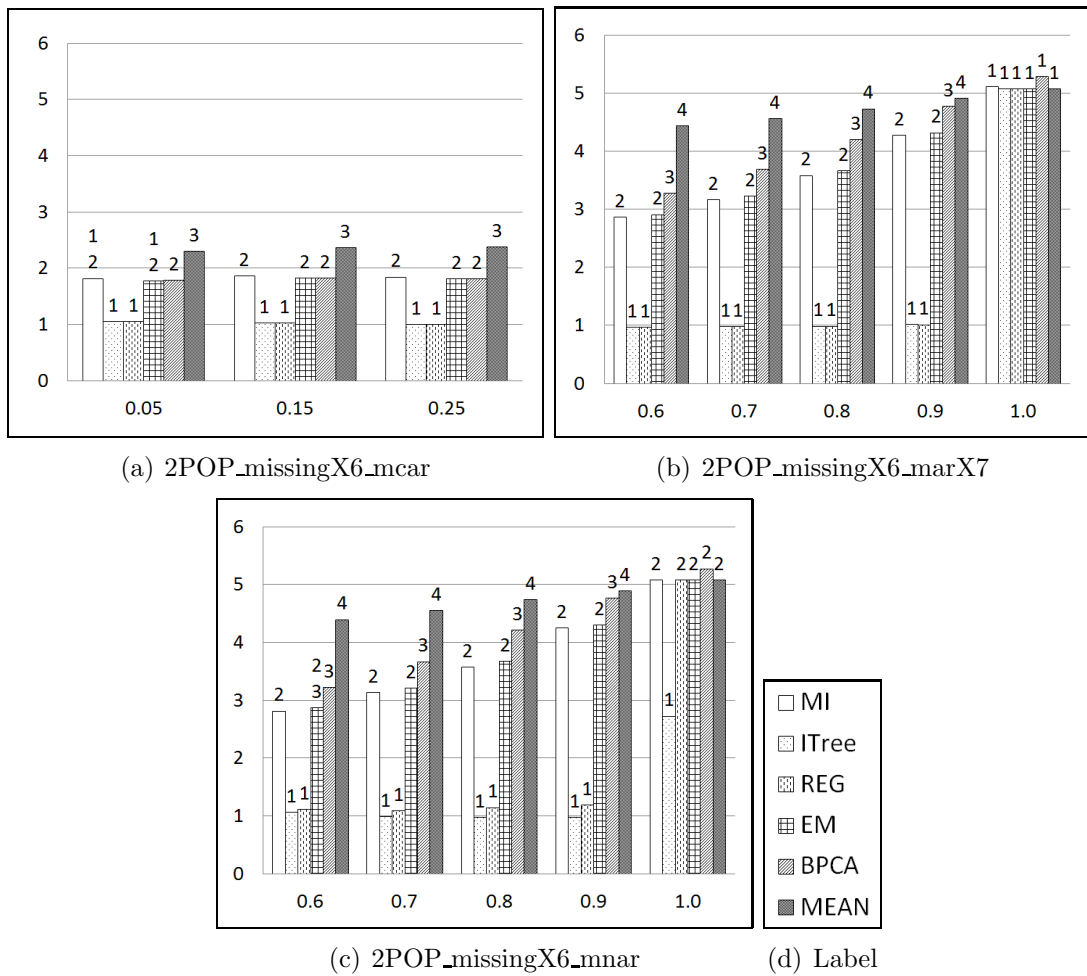 6
5
4
3
2
1
0
1 1 3
2 2 2
1 1
2 2 2 3
1 1
2 2 2 3
1 1
0.05 0.15 0.25
(a) 2POP_missingX6_mcar
6
5
4
3
2
1
0
2 1 1 2 3 4
2 1 1 2 3 4
2 1 1 2 3 4
2 1 1 2 3 4
1 1 1 1 1 1
0.6 0.7 0.8 0.9 1.0
(b) 2POP_missingX6_marX7
6
5
4
3
2
1
0
2 1 1 2 3 3 4
2 1 1 2 3 4
2 1 1 2 3 4
2 1 1 2 3 4
2 1 2 2 2 2
0.6 0.7 0.8 0.9 1.0
(c) 2POP_missingX6_mnar
MI
ITree
REG
EM
BPCA
MEAN
(d) Label